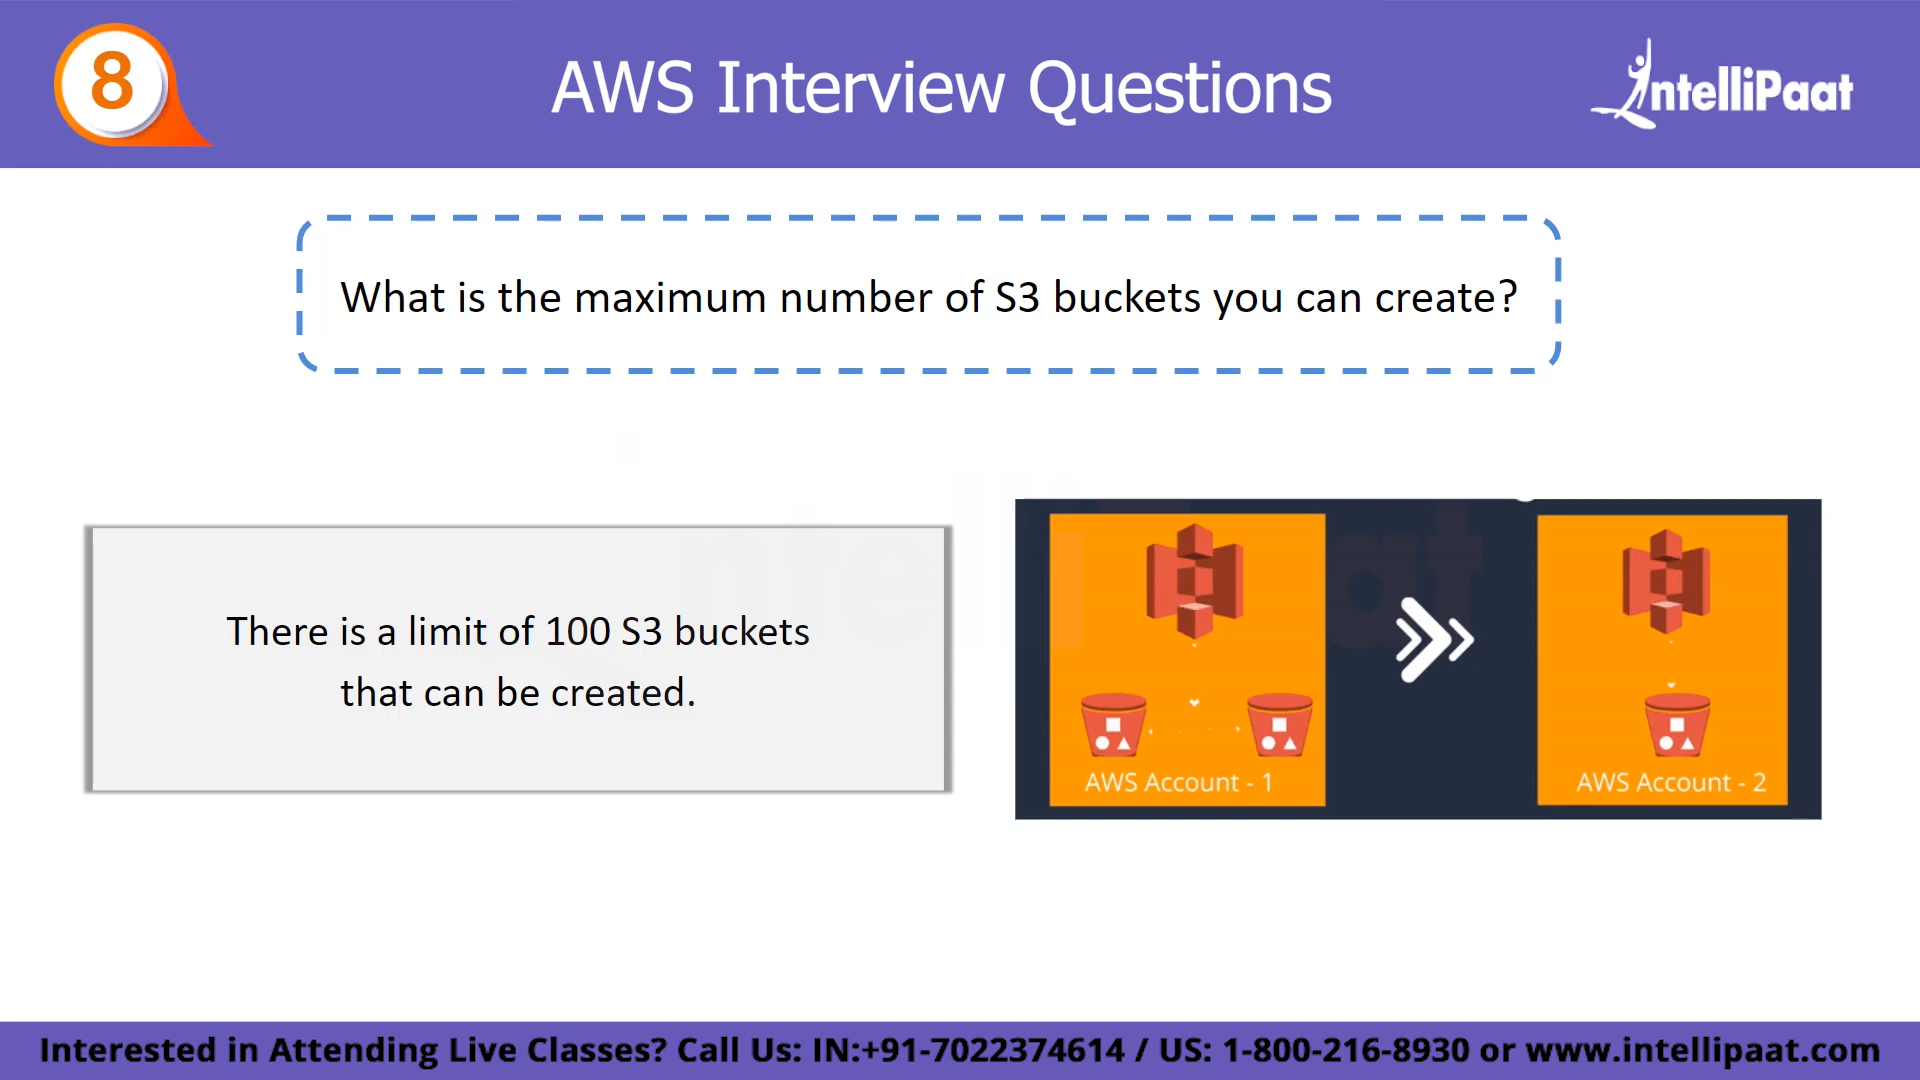 8
AWS Interview Questions
IntelliPaat
What is the maximum number of S3 buckets you can create?
There is a limit of 100 S3 buckets
that can be created.
AWS Account - 1
AWS Account - 2
Interested in Attending Live Classes? Call Us: IN:+91-7022374614 / US: 1-800-216-8930 or www.intellipaat.com